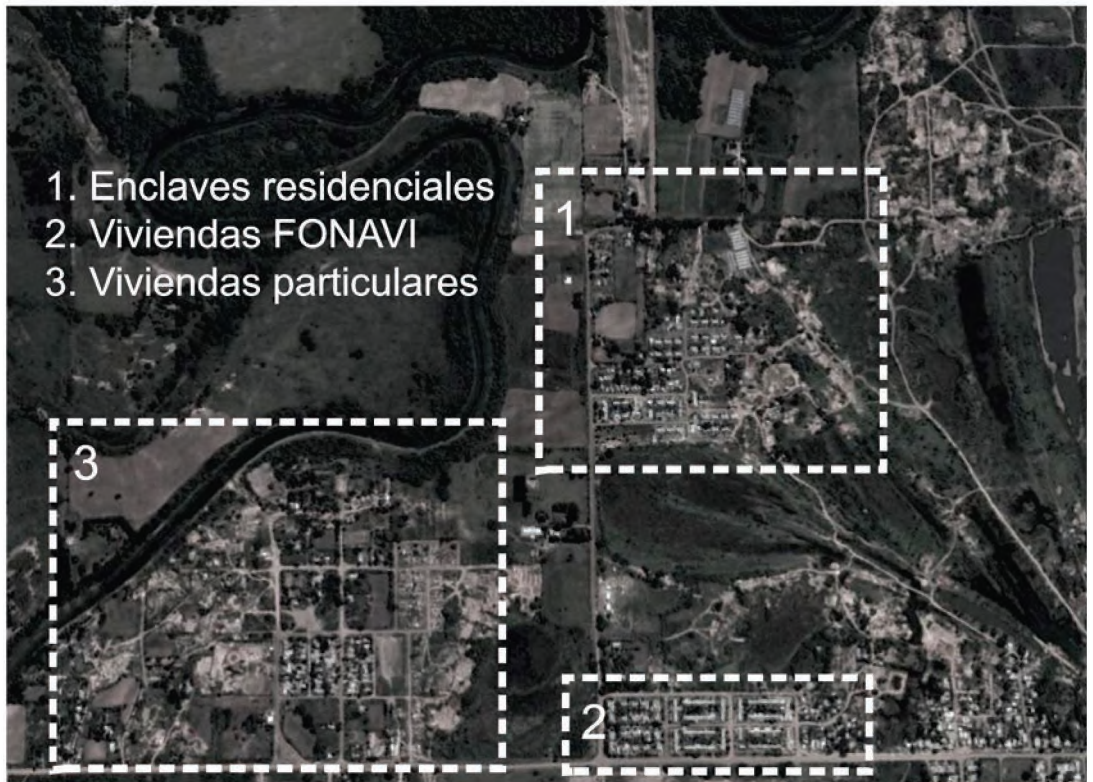 1. Enclaves residenciales
2. Viviendas FONAVI
3. Viviendas particulares
1
3
2